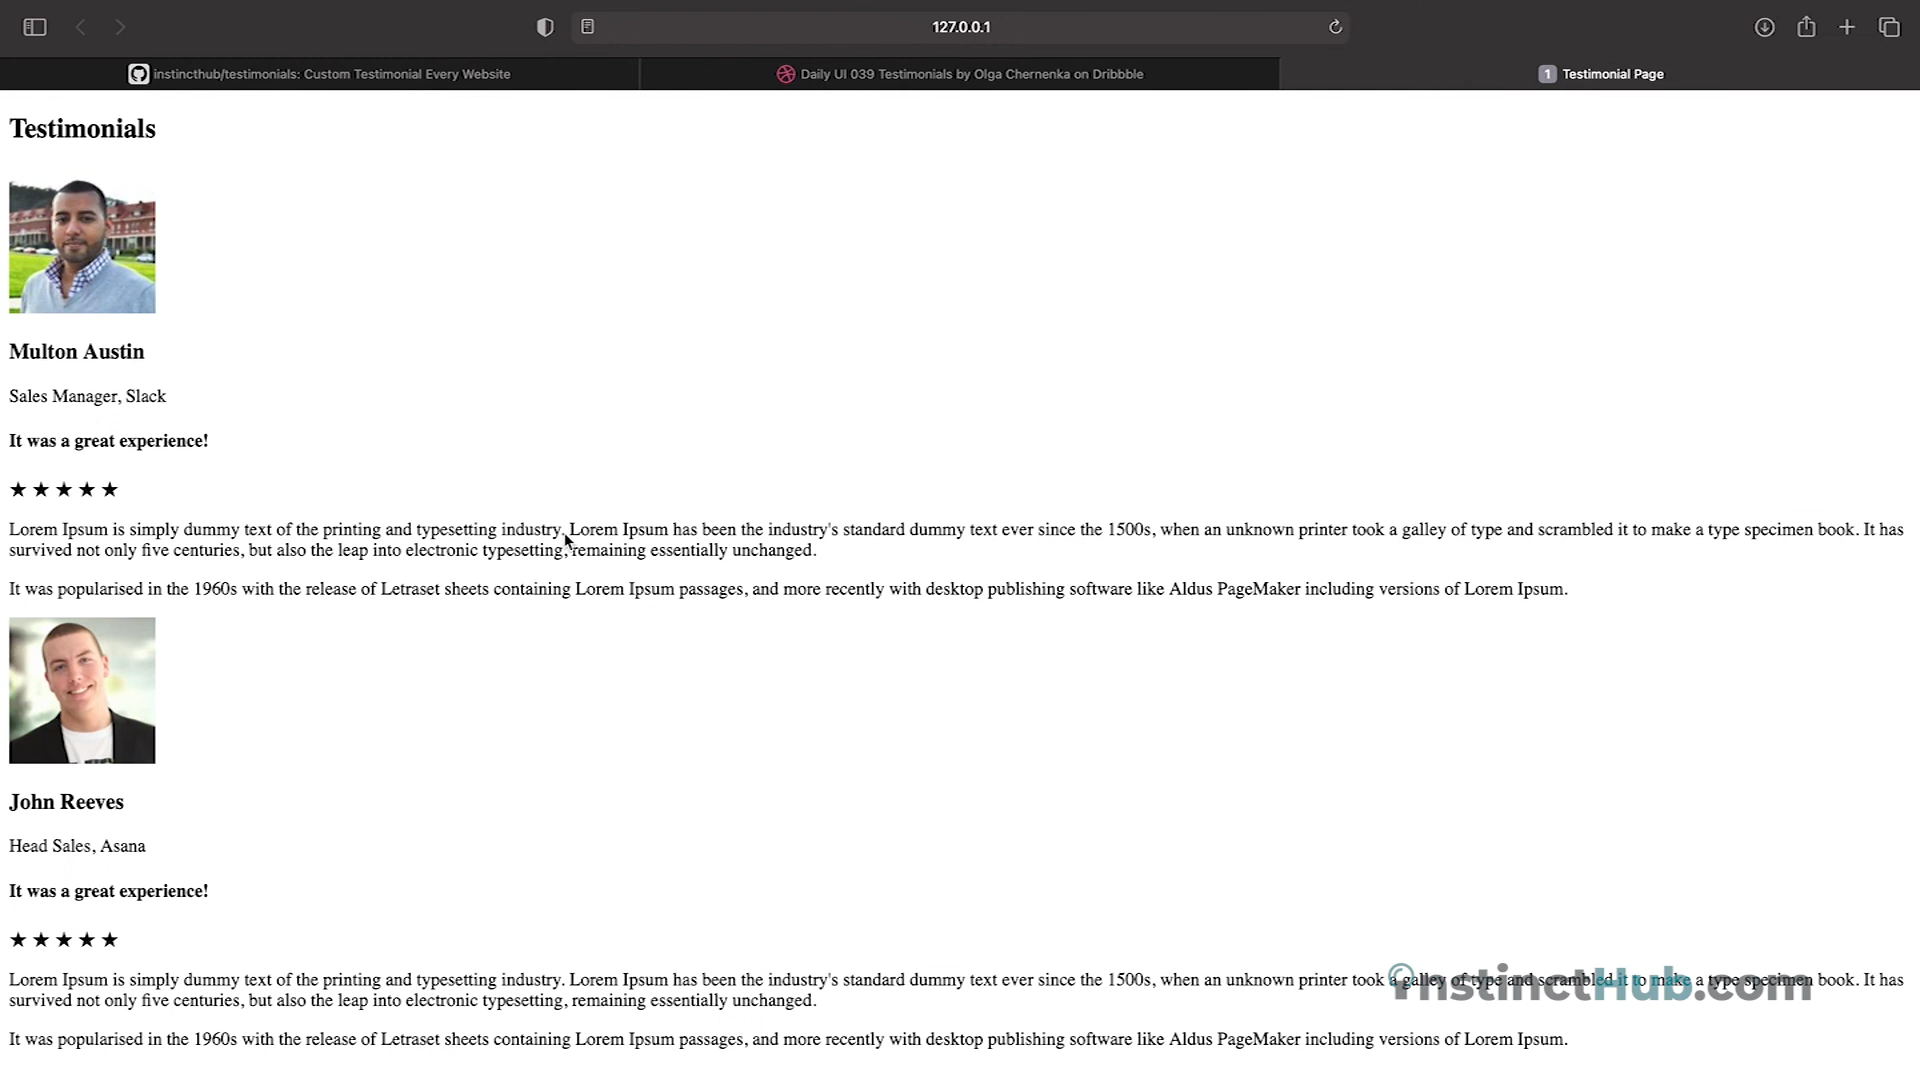 127.0.0.1
instincthub/testimonials: Custom Testimonial Every Website
Daily UI 039 Testimonials by Olga Chernenka on Dribbble
1 Testimonial Page
Testimonials
Multon Austin
Sales Manager, Slack
It was a great experience!
★ ★ ★ ★ ★
Lorem Ipsum is simply dummy text of the printing and typesetting industry. Lorem Ipsum has been the industry's standard dummy text ever since the 1500s, when an unknown printer took a galley of type and scrambled it to make a type specimen book. It has
survived not only five centuries, but also the leap into electronic typesetting, remaining essentially unchanged.
It was popularised in the 1960s with the release of Letraset sheets containing Lorem Ipsum passages, and more recently with desktop publishing software like Aldus PageMaker including versions of Lorem Ipsum.
John Reeves
Head Sales, Asana
It was a great experience!
★ ★ ★ ★ ★
Lorem Ipsum is simply dummy text of the printing and typesetting industry. Lorem Ipsum has been the industry's standard dummy text ever since the 1500s, when an unknown printer took a galley of type and scrambled it to make a type specimen book. It has
survived not only five centuries, but also the leap into electronic typesetting, remaining essentially unchanged.
InstinctHub.com
It was popularised in the 1960s with the release of Letraset sheets containing Lorem Ipsum passages, and more recently with desktop publishing software like Aldus PageMaker including versions of Lorem Ipsum.